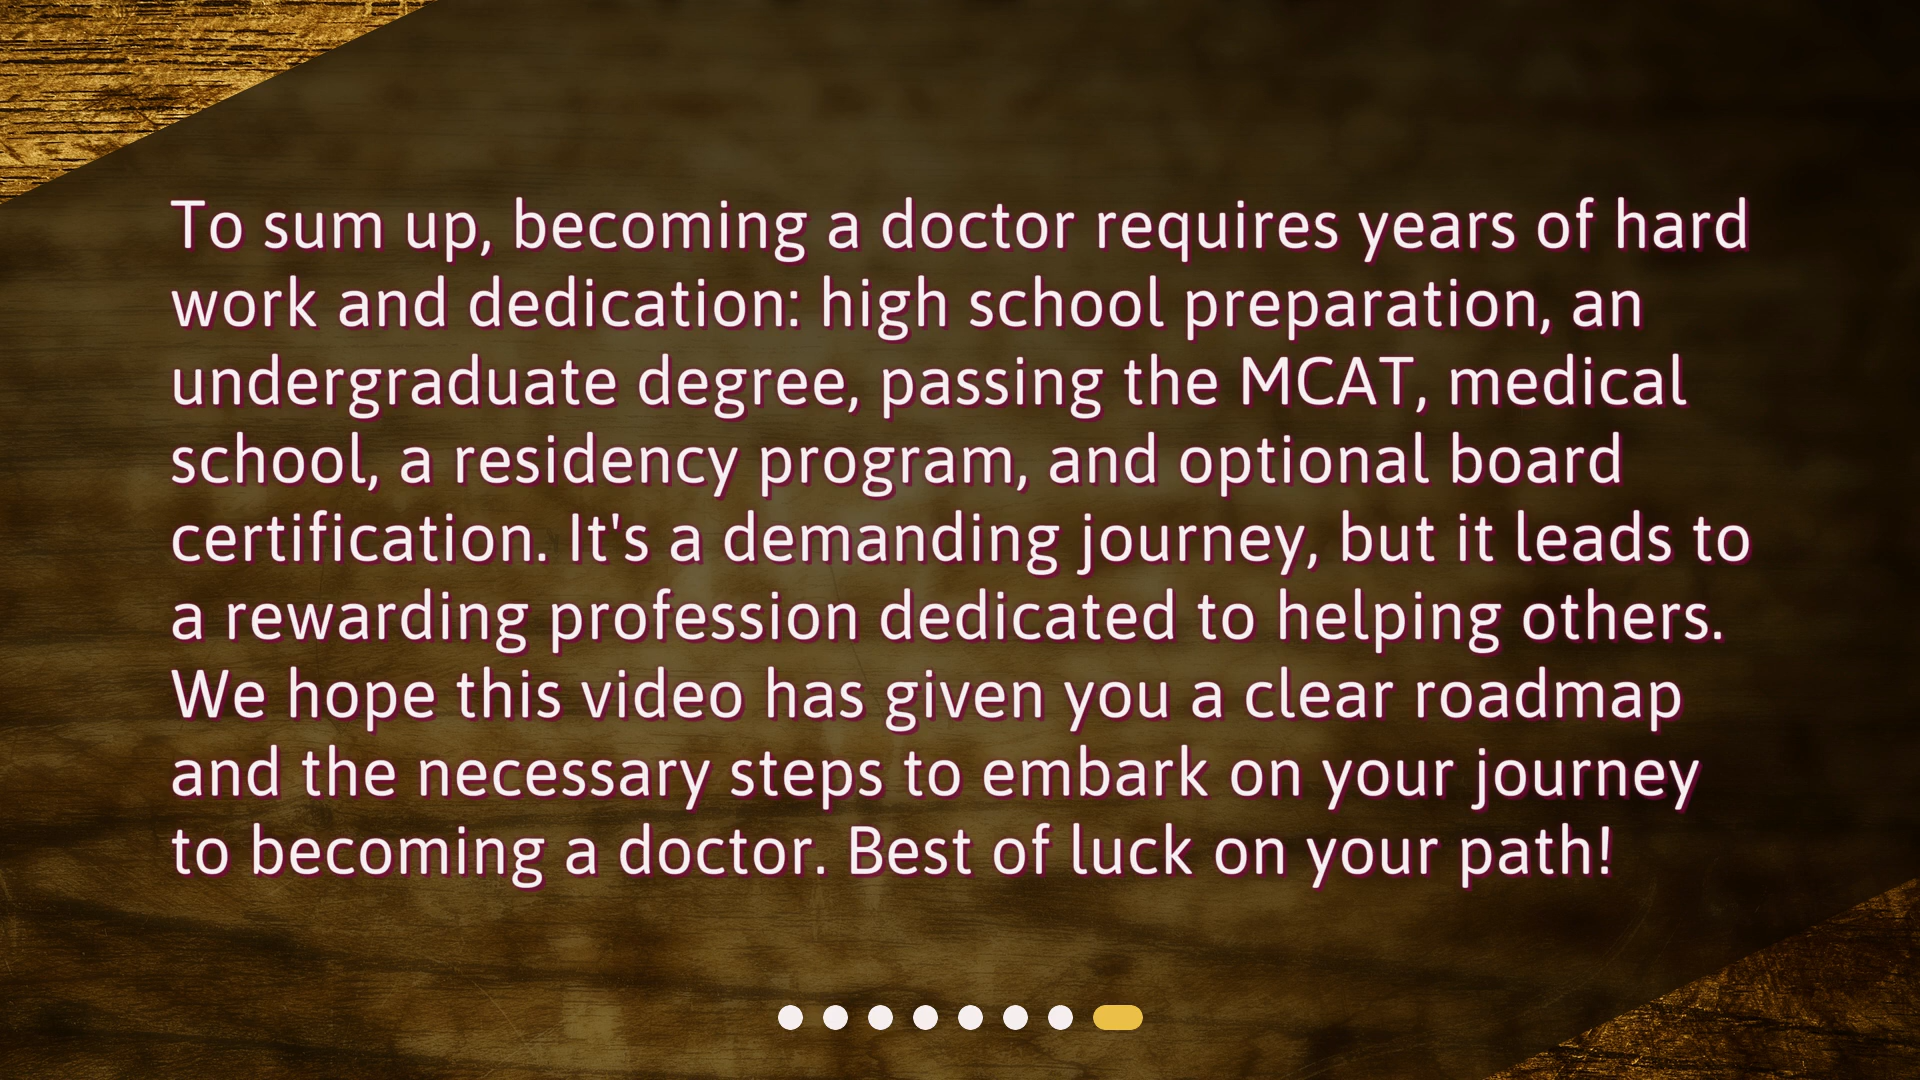 To sum up, becoming a doctor requires years of hard
work and dedication: high school preparation, an
undergraduate degree, passing the MCAT, medical
school, a residency program, and optional board
certification. It's a demanding journey, but it leads to
a rewarding profession dedicated to helping others.
We hope this video has given you a clear roadmap
and the necessary steps to embark on your journey
to becoming a doctor. Best of luck on your path!